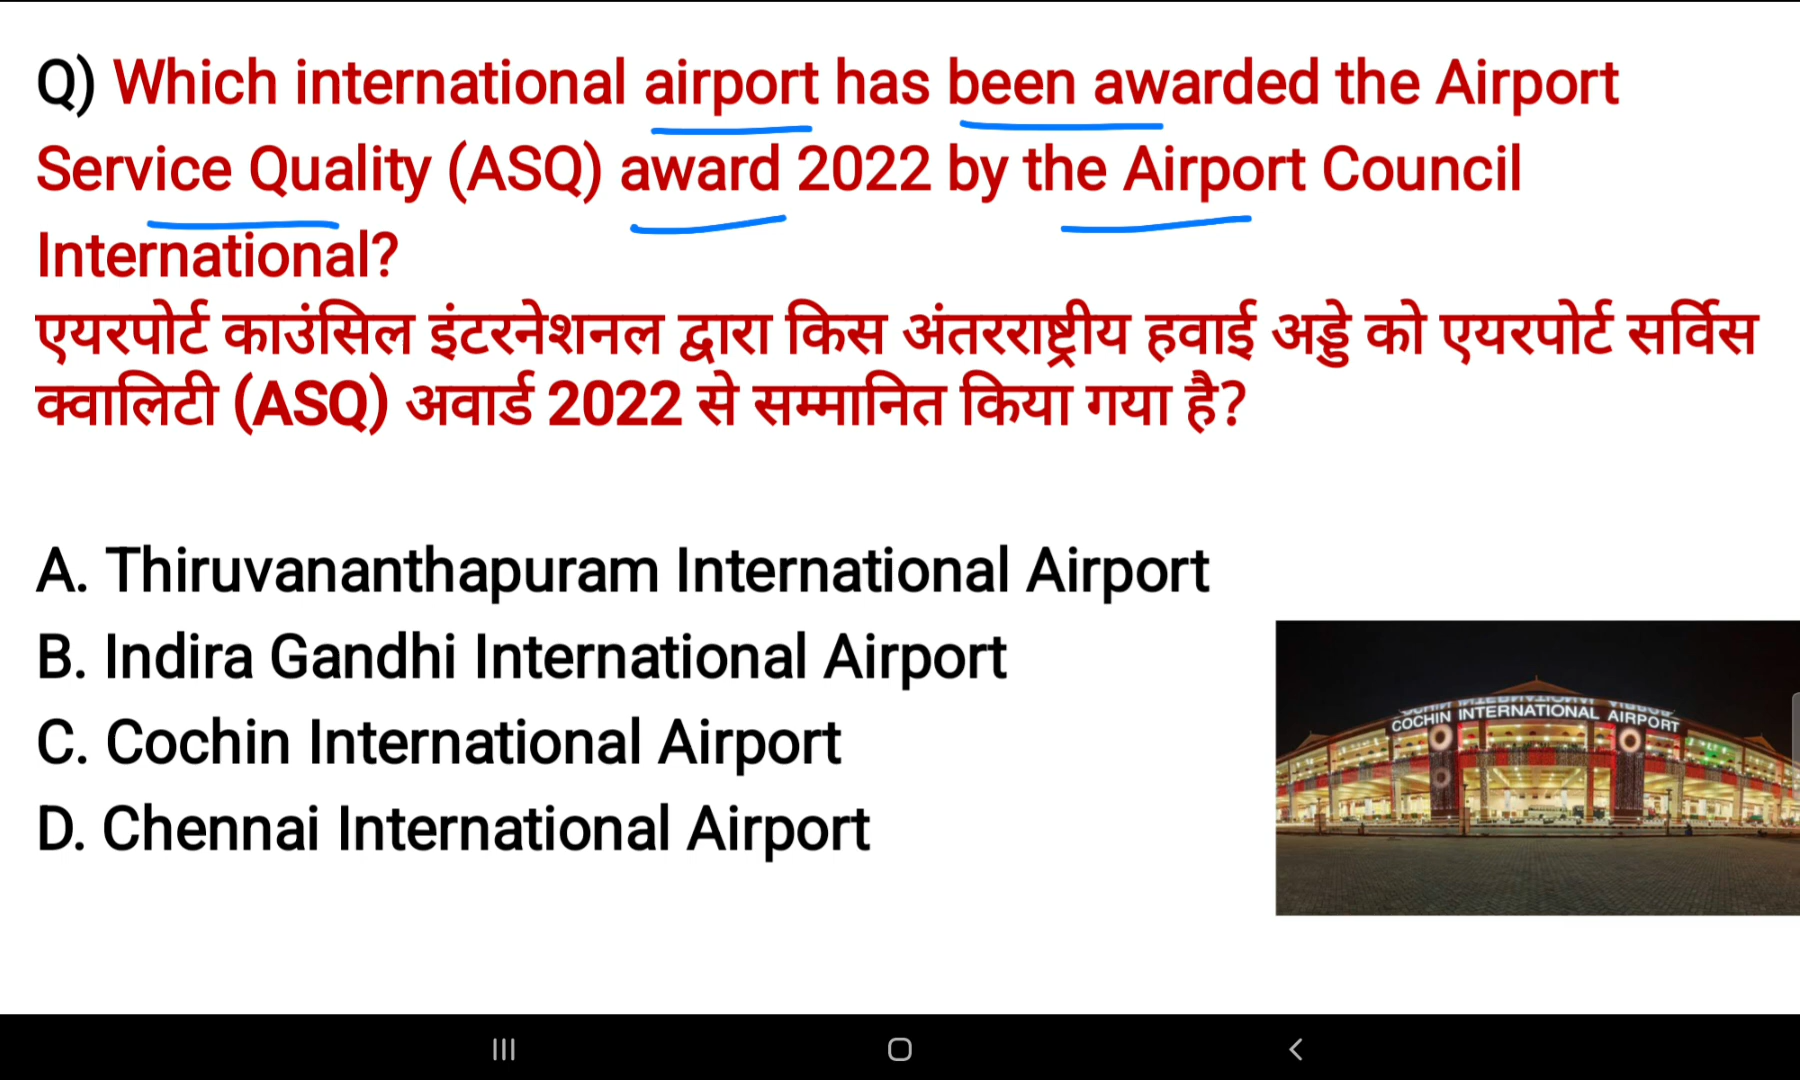 Q) Which international airport has been awarded the Airport
Service Quality (ASQ) award 2022 by the Airport Council
International?
एयरपोर्ट काउंसिल इंटरनेशनल द्वारा किस अंतरराष्ट्रीय हवाई अड्डे को एयरपोर्ट सर्विस
क्वालिटी (ASQ) अवार्ड 2022 से सम्मानित किया गया है?
A. Thiruvananthapuram International Airport
B. Indira Gandhi International Airport
C. Cochin International Airport
D. Chennai International Airport
COCHIN INTERNATIONAL AIRPORT